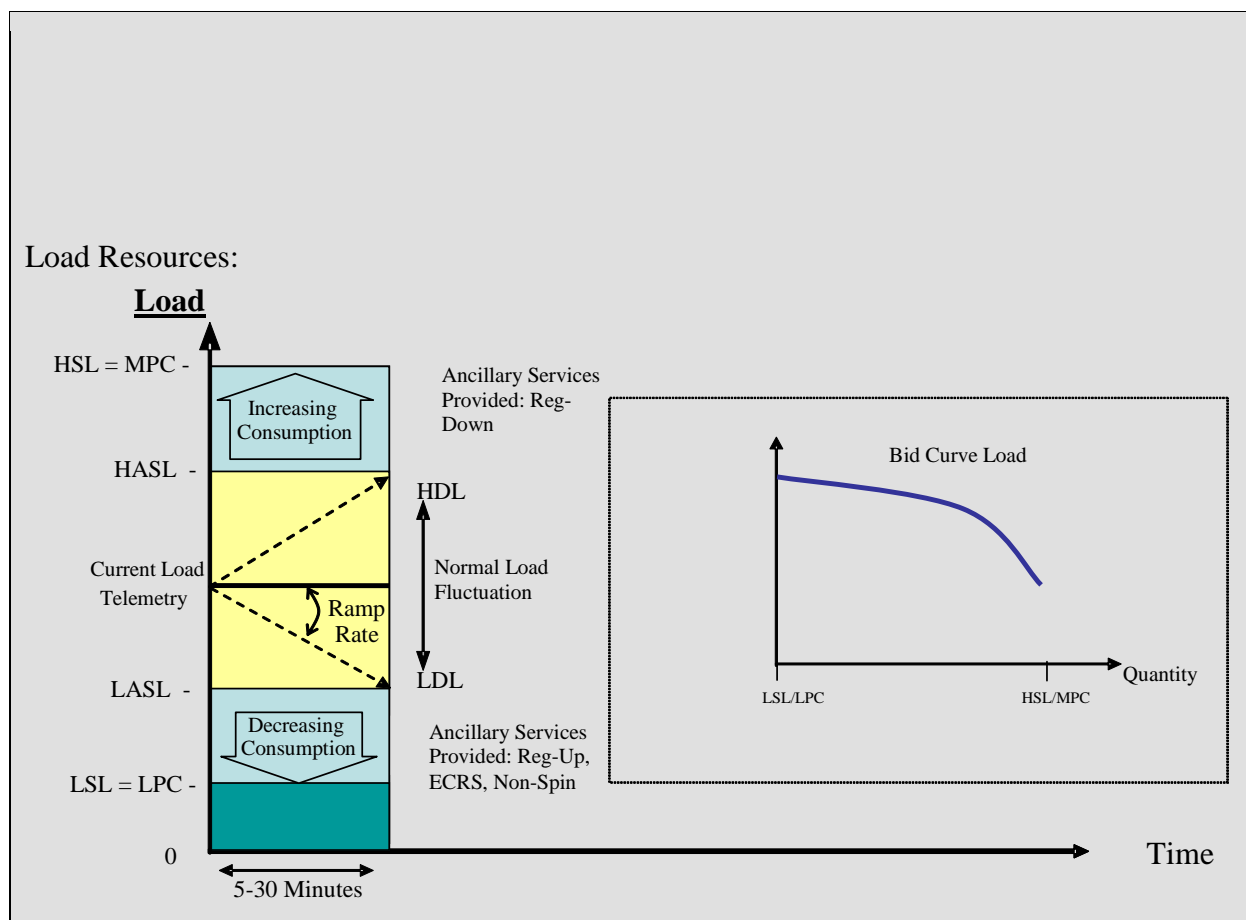 Load Resources:
Load
HSL = MPC -
Increasing
Consumption
Ancillary Services
Provided: Reg-
Down
HASL -
HDL
Current Load
Telemetry
Ramp
Rate
Normal Load
Fluctuation
LASL -
LDL
Decreasing
Consumption
Ancillary Services
Provided: Reg-Up,
ECRS, Non-Spin
LSL = LPC -
0
Time
5-30 Minutes
Bid Curve Load
Quantity
LSL/LPC
HSL/MPC